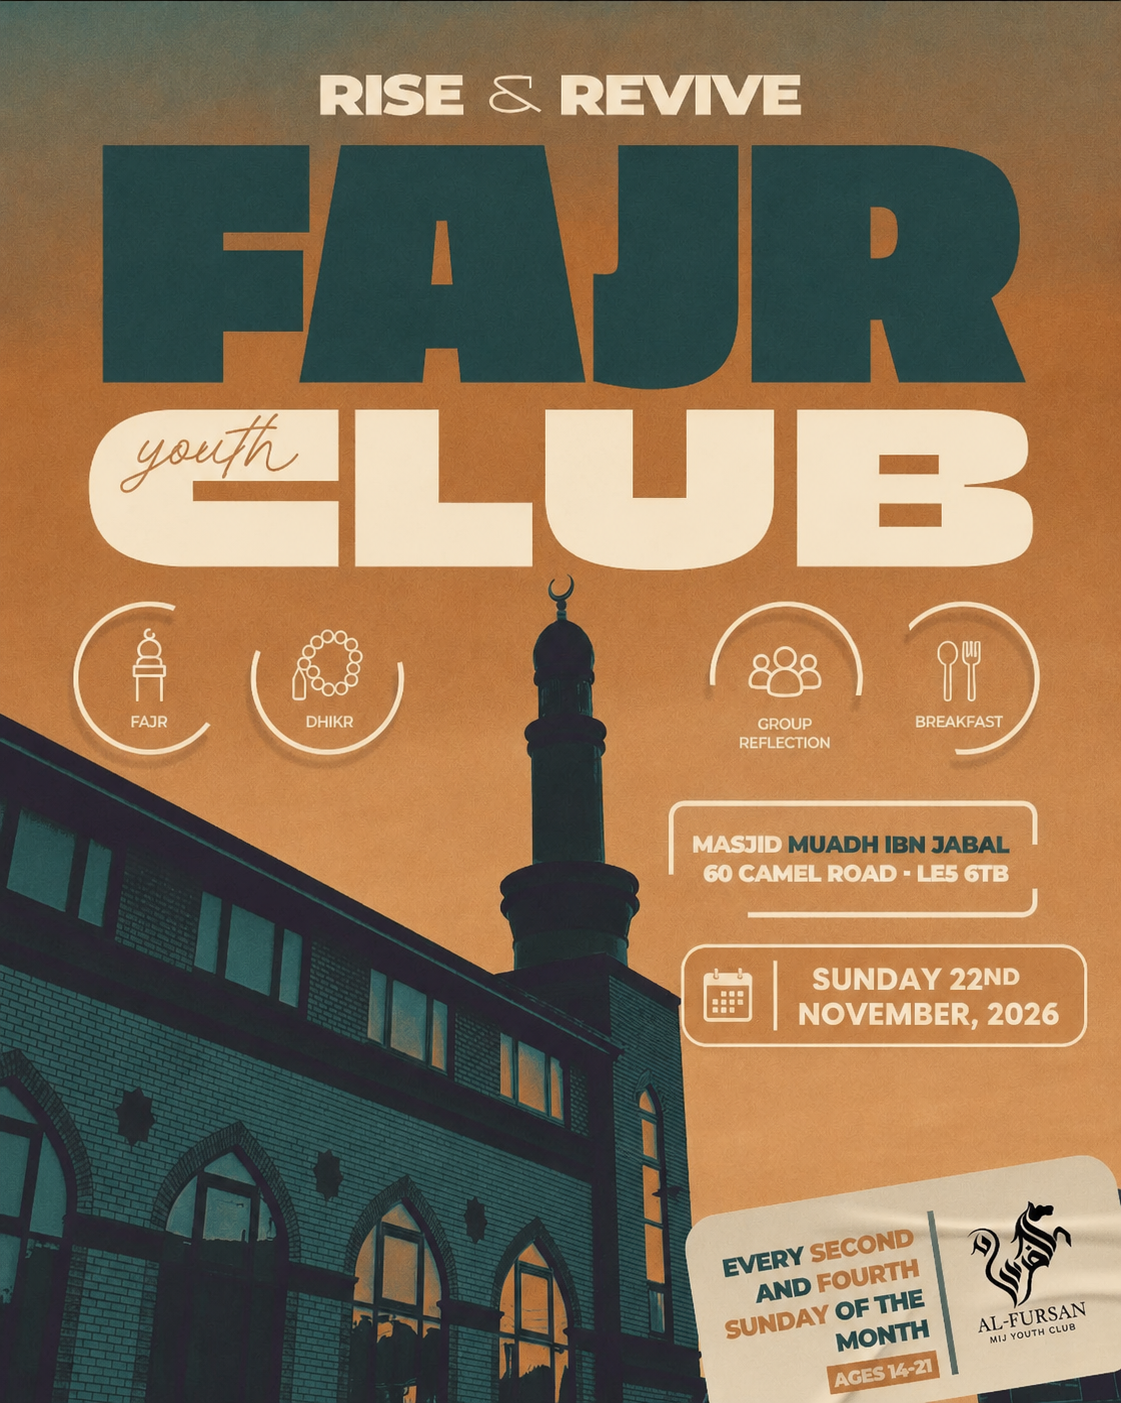 RISE & REVIVE
FAJR
youth
CLUB
FAJR
DHIKR
GROUP
REFLECTION
BREAKFAST
MASJID MUADH IBN JABAL
60 CAMEL ROAD · LE5 6TB
SUNDAY 22ND
NOVEMBER, 2026
EVERY SECOND
AND FOURTH
SUNDAY OF THE
MONTH
AGES 14-21
AL-FURSAN
MIJ YOUTH CLUB